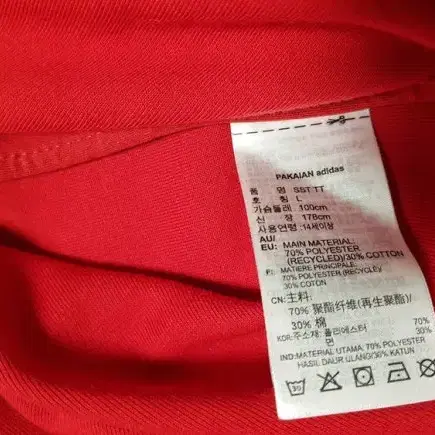 PAKAIAN adidas
품 명 SST TT
호 칭 L
가슴둘레 100cm
신 장 178cm
사용연령 :14세이상
AU/
EU: MAIN MATERIAL:
70% POLYESTER
(RECYCLED)/30% COTTON
F: MATIERE PRINCIPALE:
70% POLYESTER (RECYCLE)/
30% COTON
CN: 主料:
70% 聚酯纤维(再生聚酯)/
30% 棉
KOR: 주소재: 폴리에스터 70%
면 30%
IND:MATERIAL UTAMA: 70% POLYESTER
HASIL DAUR ULANG/30% KATUN